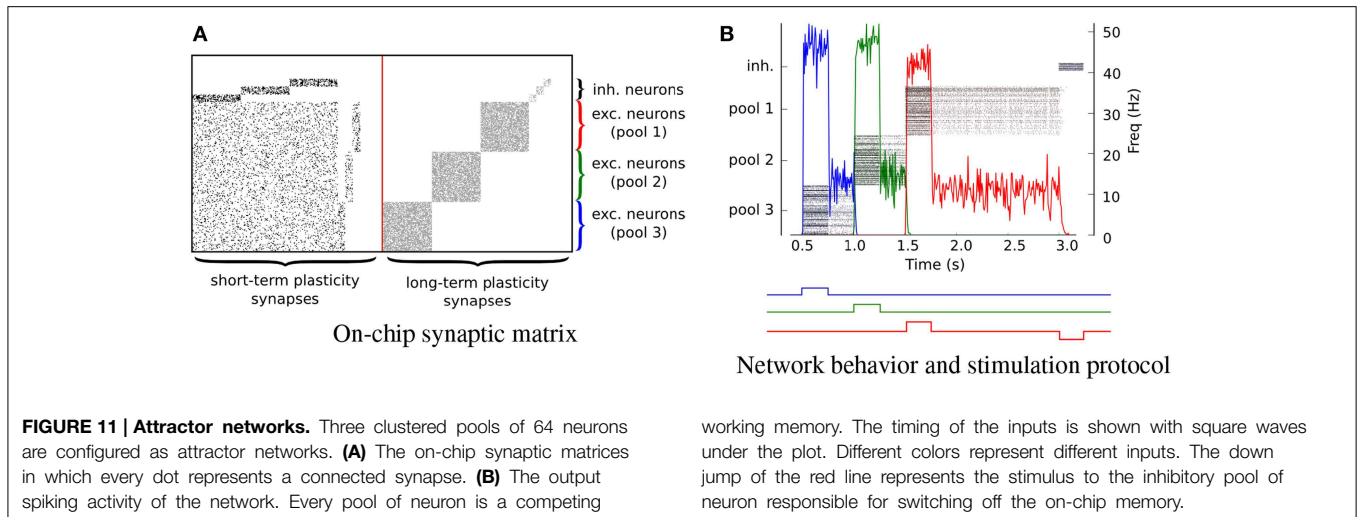 A
inh. neurons
exc. neurons
(pool 1)
exc. neurons
(pool 2)
exc. neurons
(pool 3)
short-term plasticity
synapses
long-term plasticity
synapses
On-chip synaptic matrix
B
inh.
pool 1
pool 2
pool 3
50
40
30
20
10
0
Freq (Hz)
0.5 1.0 1.5 2.0 2.5 3.0
Time (s)
Network behavior and stimulation protocol
FIGURE 11 | Attractor networks. Three clustered pools of 64 neurons
are configured as attractor networks. (A) The on-chip synaptic matrices
in which every dot represents a connected synapse. (B) The output
spiking activity of the network. Every pool of neuron is a competing
working memory. The timing of the inputs is shown with square waves
under the plot. Different colors represent different inputs. The down
jump of the red line represents the stimulus to the inhibitory pool of
neuron responsible for switching off the on-chip memory.